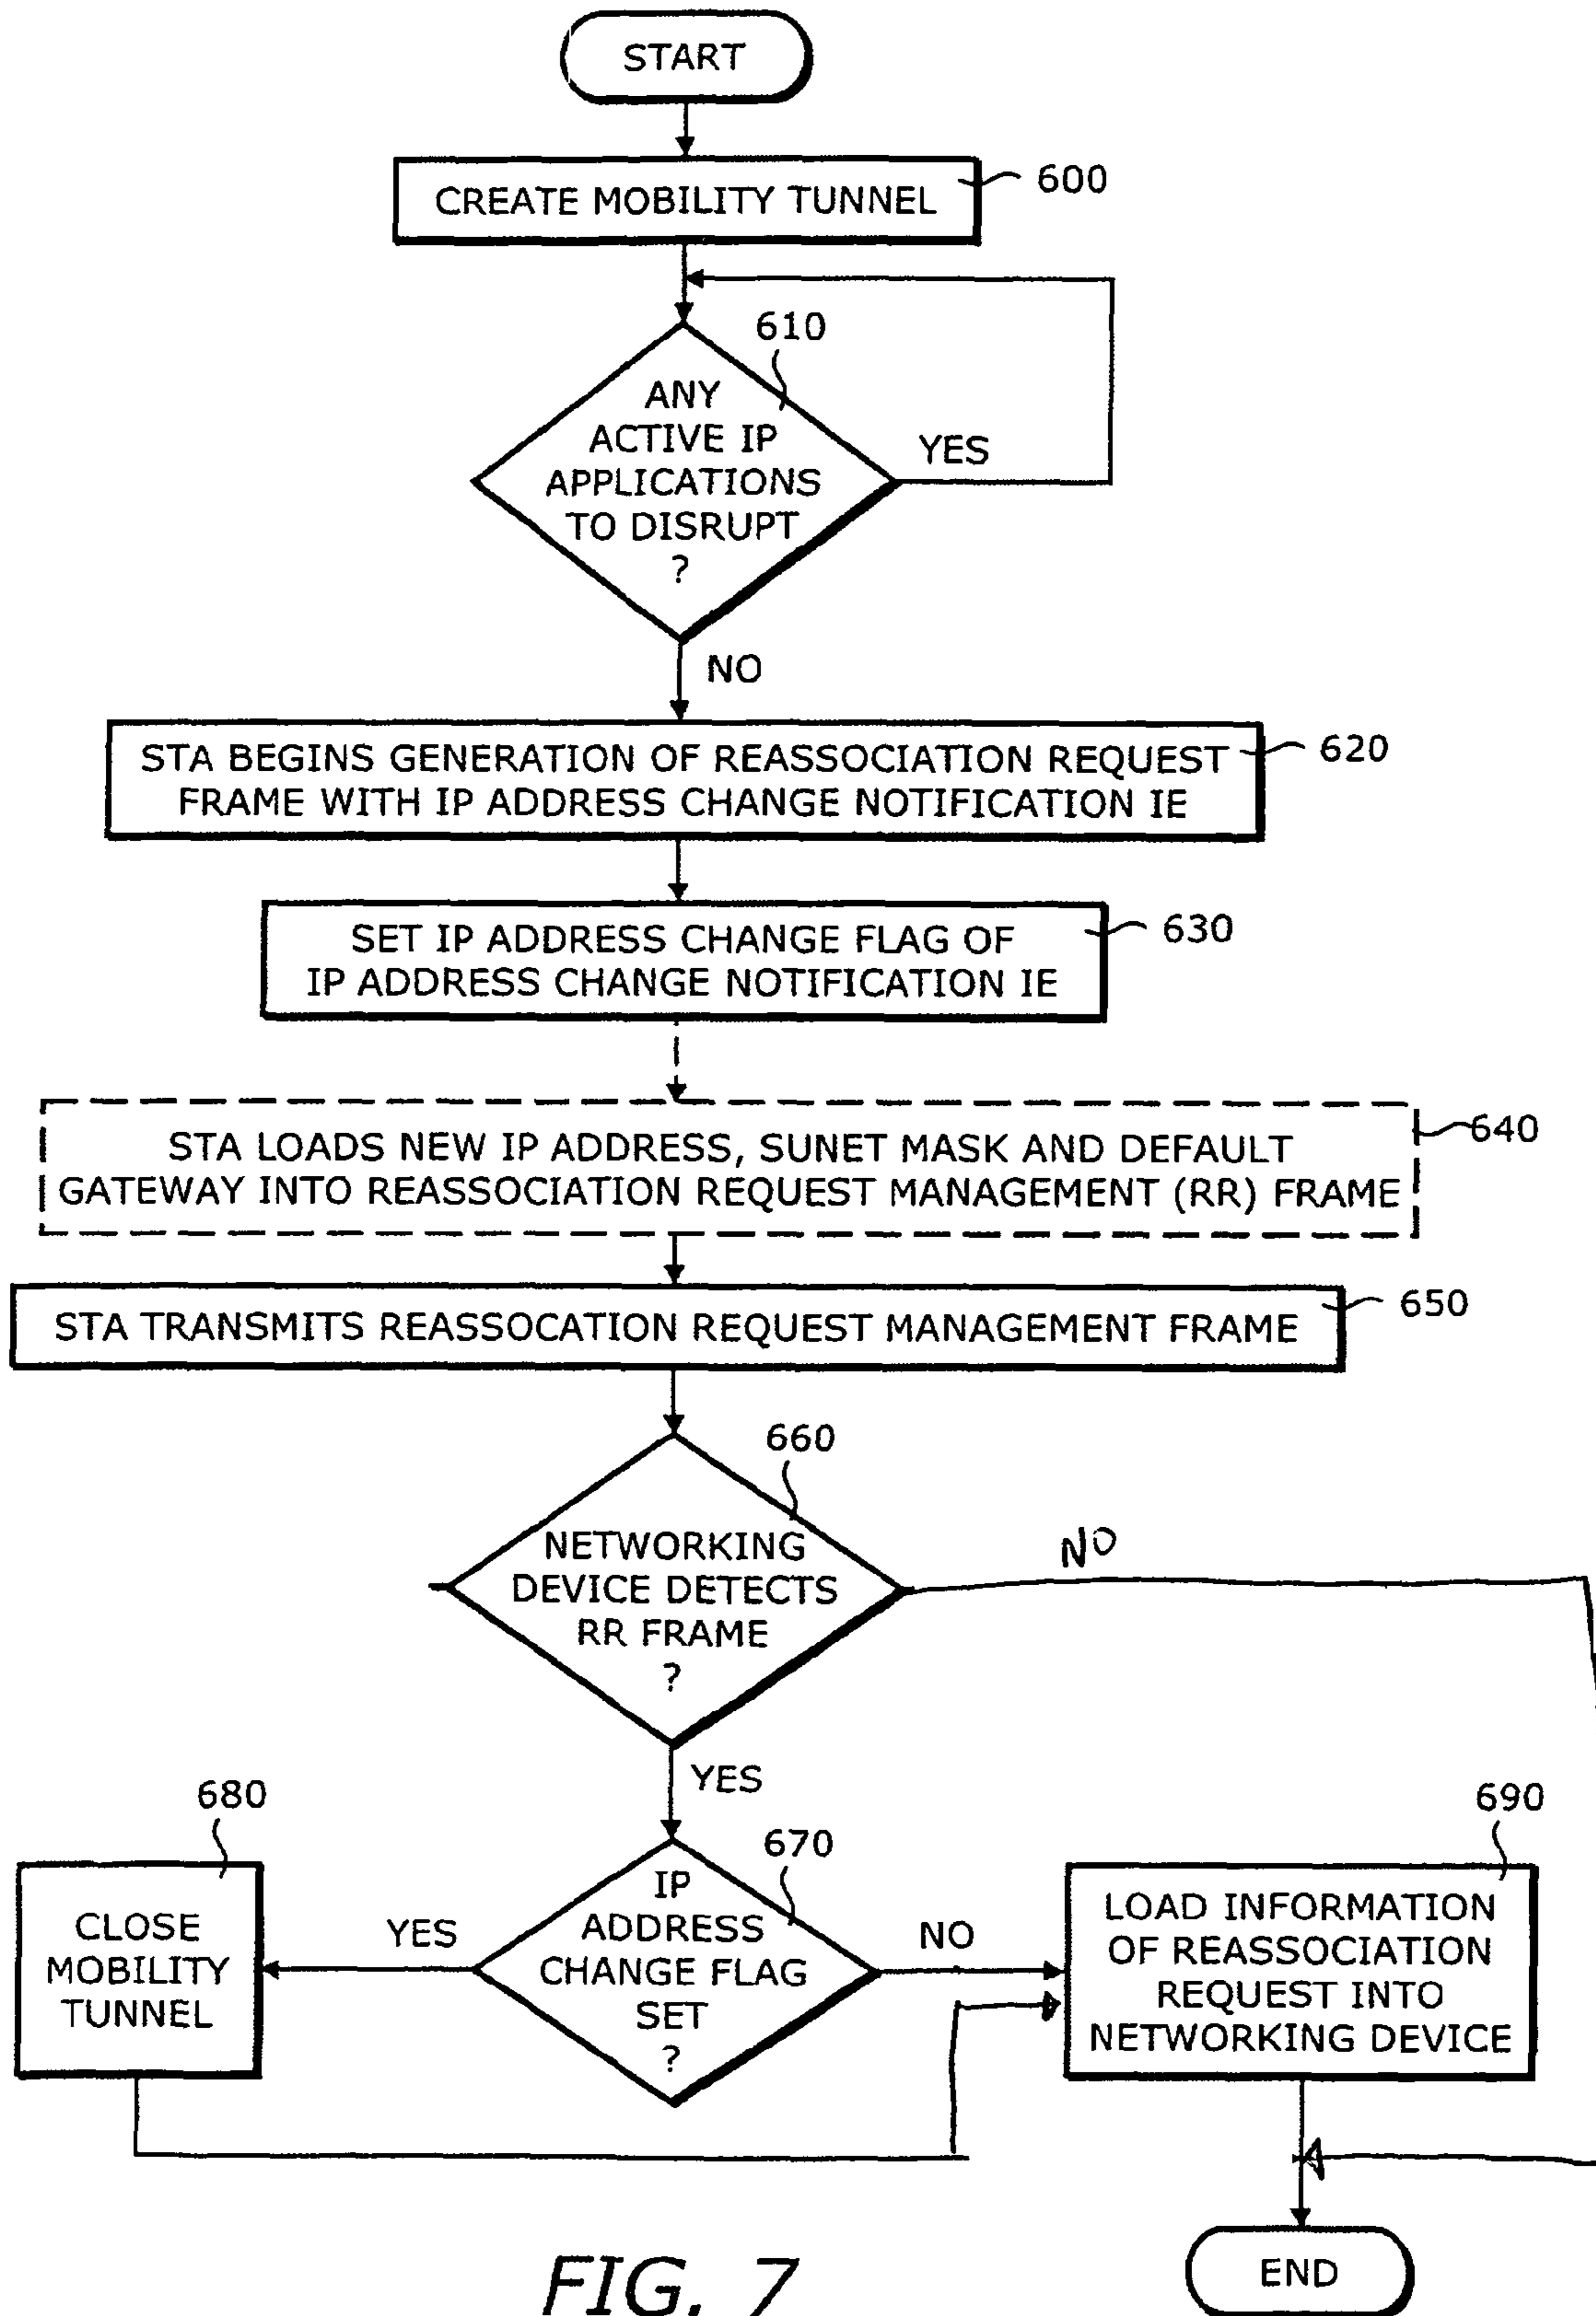 START
CREATE MOBILITY TUNNEL
600
610
ANY
ACTIVE IP
APPLICATIONS
TO DISRUPT
?
YES
NO
STA BEGINS GENERATION OF REASSOCIATION REQUEST
FRAME WITH IP ADDRESS CHANGE NOTIFICATION IE
620
SET IP ADDRESS CHANGE FLAG OF
IP ADDRESS CHANGE NOTIFICATION IE
630
STA LOADS NEW IP ADDRESS, SUNET MASK AND DEFAULT
GATEWAY INTO REASSOCIATION REQUEST MANAGEMENT (RR) FRAME
640
STA TRANSMITS REASSOCATION REQUEST MANAGEMENT FRAME
650
660
NETWORKING
DEVICE DETECTS
RR FRAME
?
NO
YES
680
CLOSE
MOBILITY
TUNNEL
YES
670
IP
ADDRESS
CHANGE FLAG
SET
?
NO
690
LOAD INFORMATION
OF REASSOCIATION
REQUEST INTO
NETWORKING DEVICE
END
FIG. 7